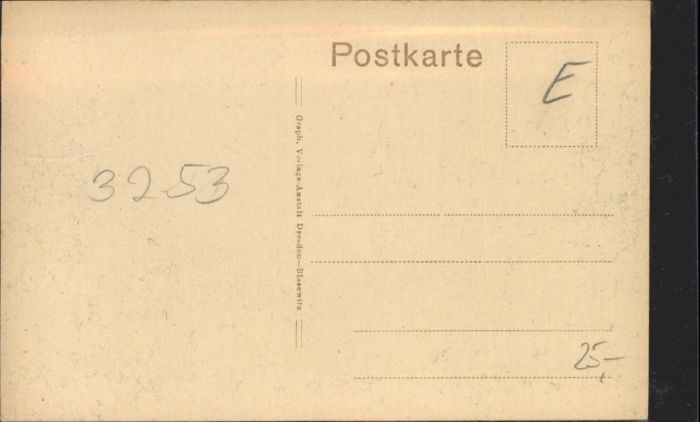 Postkarte
E
Graph. Verlags-Anstalt Dresden—Blasewitz
3253
25,-